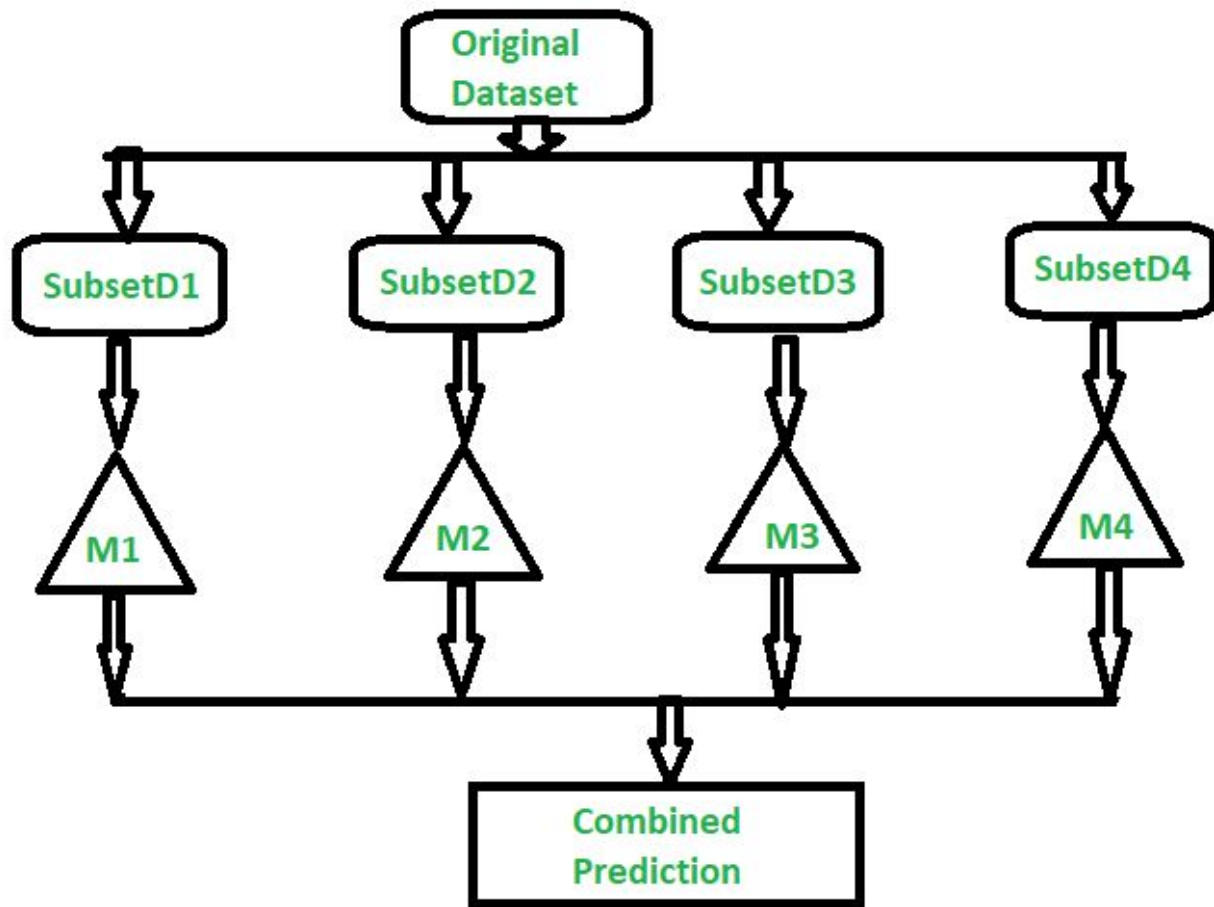 Original
Dataset
SubsetD1
SubsetD2
SubsetD3
SubsetD4
M1
M2
M3
M4
Combined
Prediction